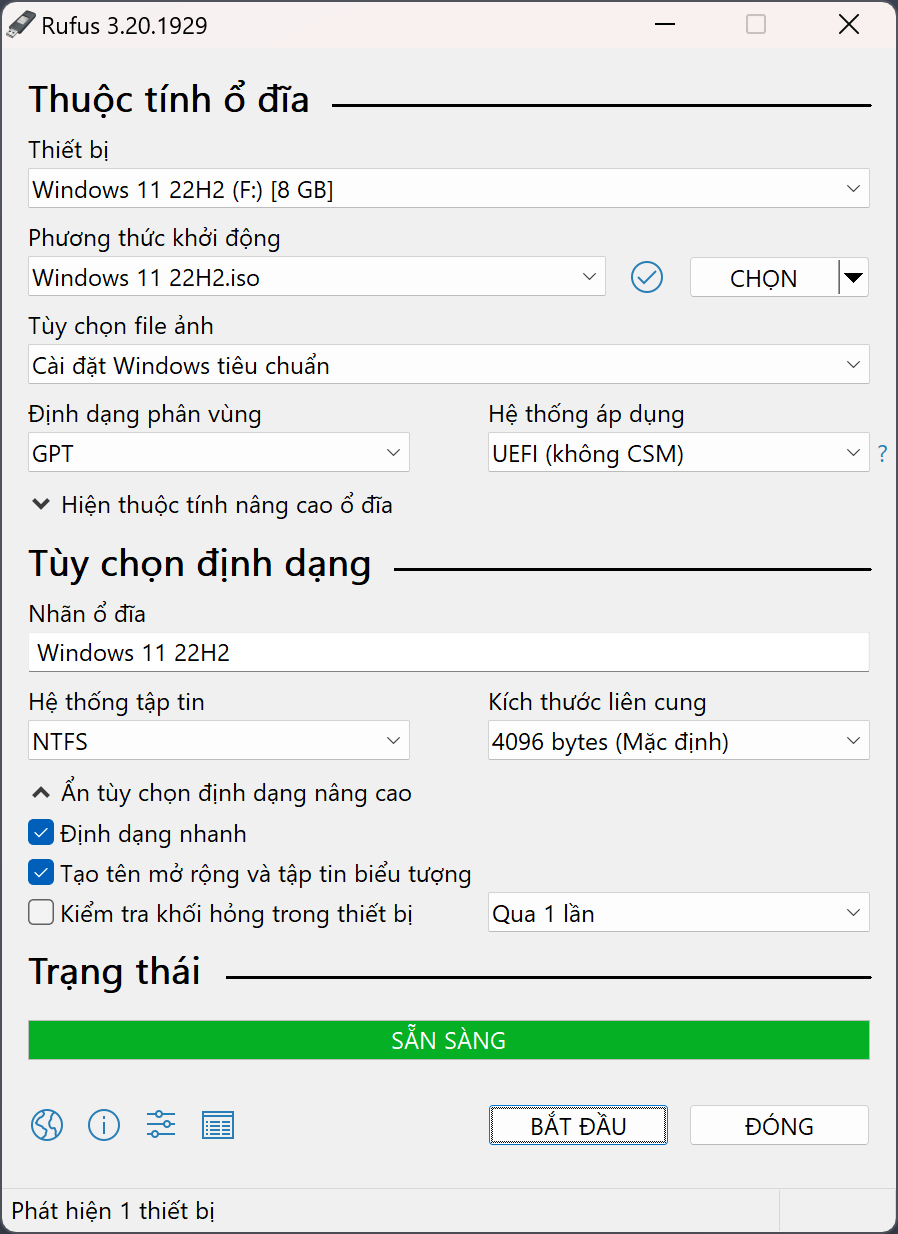 Rufus 3.20.1929
Thuộc tính ổ đĩa
Thiết bị
Windows 11 22H2 (F:) [8 GB]
Phương thức khởi động
Windows 11 22H2.iso
CHỌN
Tùy chọn file ảnh
Cài đặt Windows tiêu chuẩn
Định dạng phân vùng
Hệ thống áp dụng
GPT
UEFI (không CSM)
?
Hiện thuộc tính nâng cao ổ đĩa
Tùy chọn định dạng
Nhãn ổ đĩa
Windows 11 22H2
Hệ thống tập tin
Kích thước liên cung
NTFS
4096 bytes (Mặc định)
Ẩn tùy chọn định dạng nâng cao
Định dạng nhanh
Tạo tên mở rộng và tập tin biểu tượng
Kiểm tra khối hỏng trong thiết bị
Qua 1 lần
Trạng thái
SẴN SÀNG
BẮT ĐẦU
ĐÓNG
Phát hiện 1 thiết bị